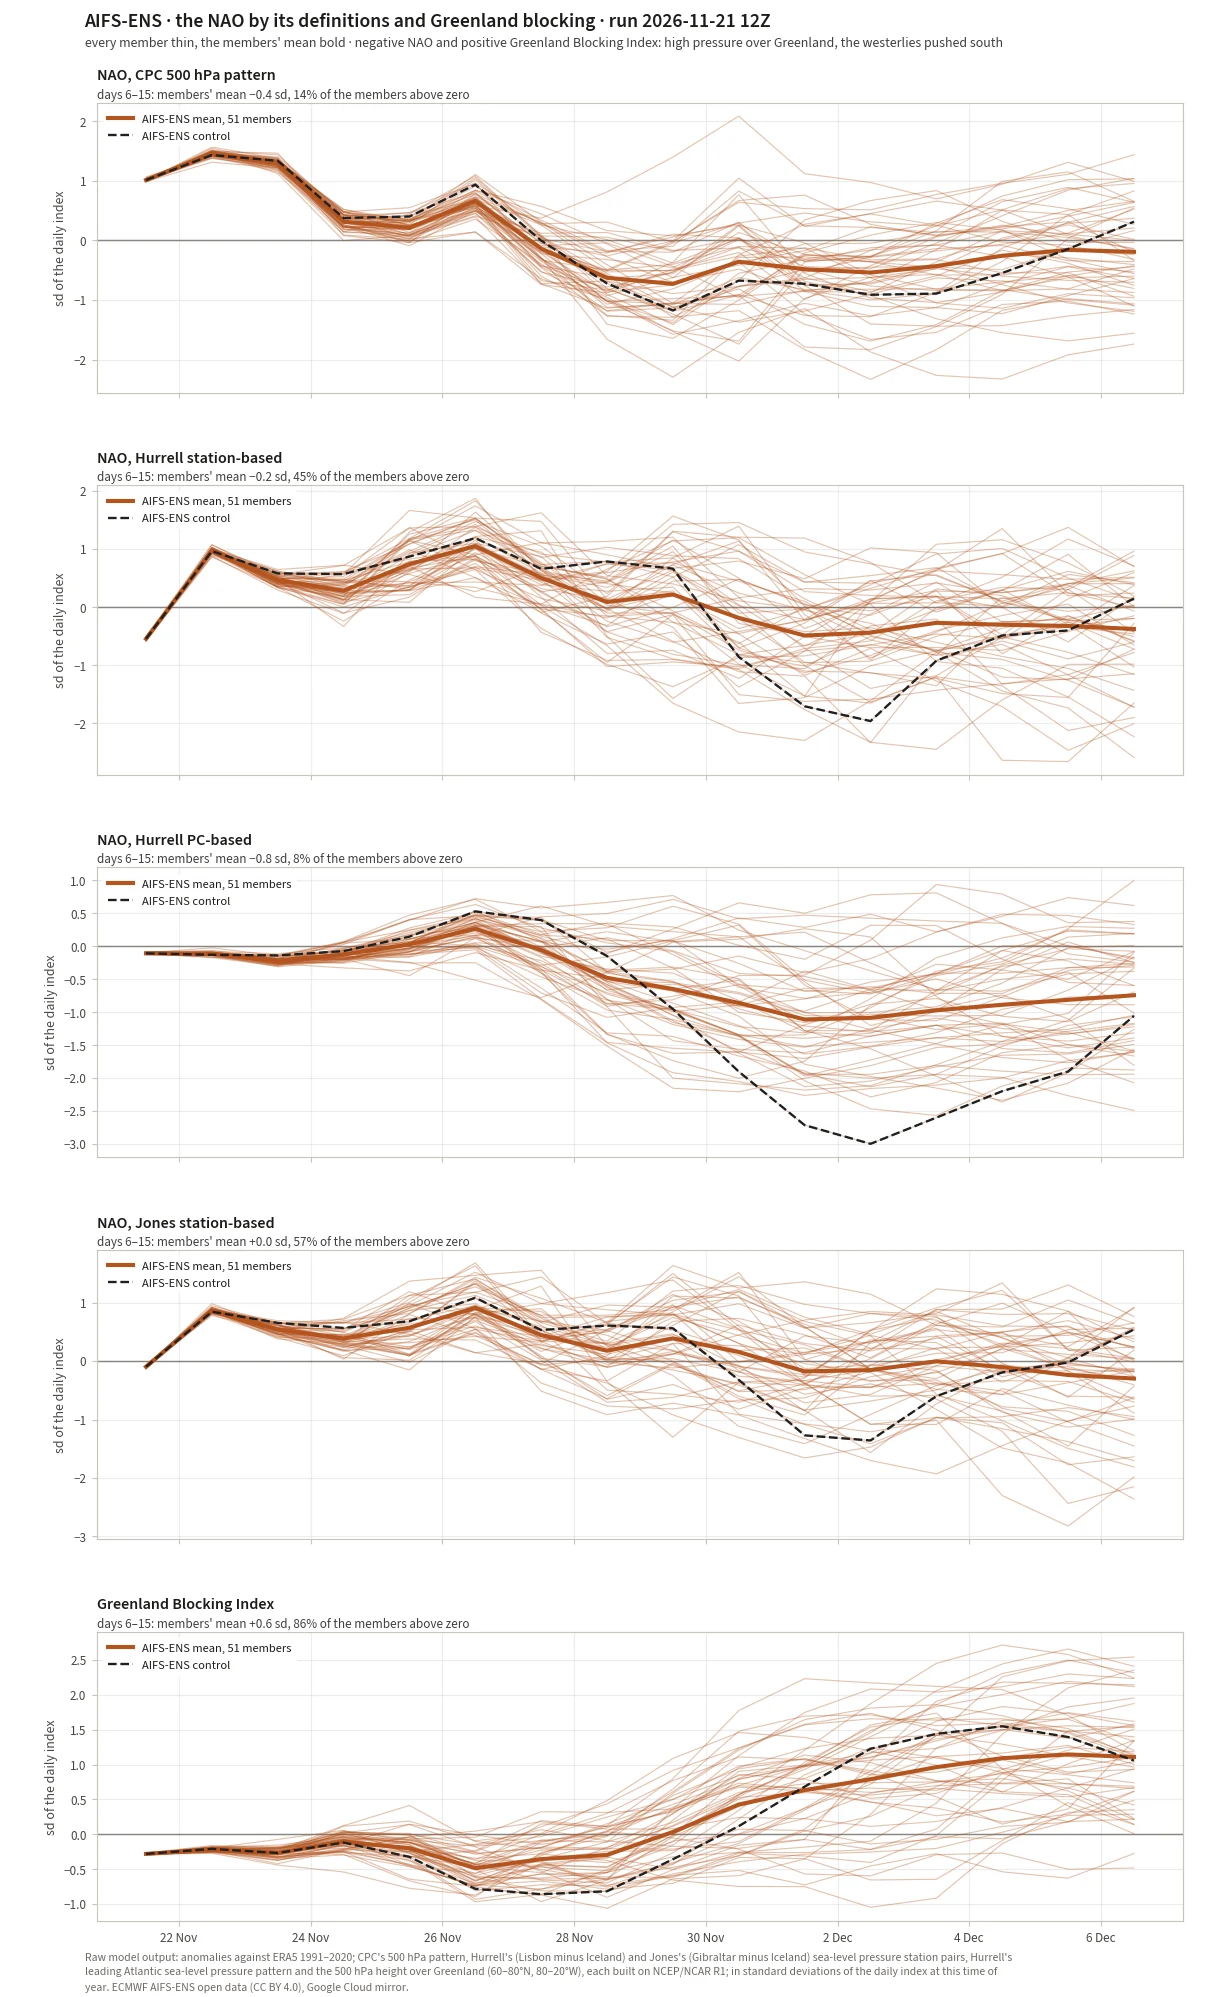 AIFS-ENS · the NAO by its definitions and Greenland blocking · run 2026-11-21 12Z
every member thin, the members' mean bold · negative NAO and positive Greenland Blocking Index: high pressure over Greenland, the westerlies pushed south
NAO, CPC 500 hPa pattern
days 6–15: members' mean −0.4 sd, 14% of the members above zero
AIFS-ENS mean, 51 members
AIFS-ENS control
sd of the daily index
2
1
0
−1
−2
NAO, Hurrell station-based
days 6–15: members' mean −0.2 sd, 45% of the members above zero
AIFS-ENS mean, 51 members
AIFS-ENS control
sd of the daily index
2
1
0
−1
−2
NAO, Hurrell PC-based
days 6–15: members' mean −0.8 sd, 8% of the members above zero
AIFS-ENS mean, 51 members
AIFS-ENS control
sd of the daily index
1.0
0.5
0.0
−0.5
−1.0
−1.5
−2.0
−2.5
−3.0
NAO, Jones station-based
days 6–15: members' mean +0.0 sd, 57% of the members above zero
AIFS-ENS mean, 51 members
AIFS-ENS control
sd of the daily index
1
0
−1
−2
−3
Greenland Blocking Index
days 6–15: members' mean +0.6 sd, 86% of the members above zero
AIFS-ENS mean, 51 members
AIFS-ENS control
sd of the daily index
2.5
2.0
1.5
1.0
0.5
0.0
−0.5
−1.0
22 Nov 24 Nov 26 Nov 28 Nov 30 Nov 2 Dec 4 Dec 6 Dec
Raw model output: anomalies against ERA5 1991–2020; CPC's 500 hPa pattern, Hurrell's (Lisbon minus Iceland) and Jones's (Gibraltar minus Iceland) sea-level pressure station pairs, Hurrell's
leading Atlantic sea-level pressure pattern and the 500 hPa height over Greenland (60–80°N, 80–20°W), each built on NCEP/NCAR R1; in standard deviations of the daily index at this time of
year. ECMWF AIFS-ENS open data (CC BY 4.0), Google Cloud mirror.